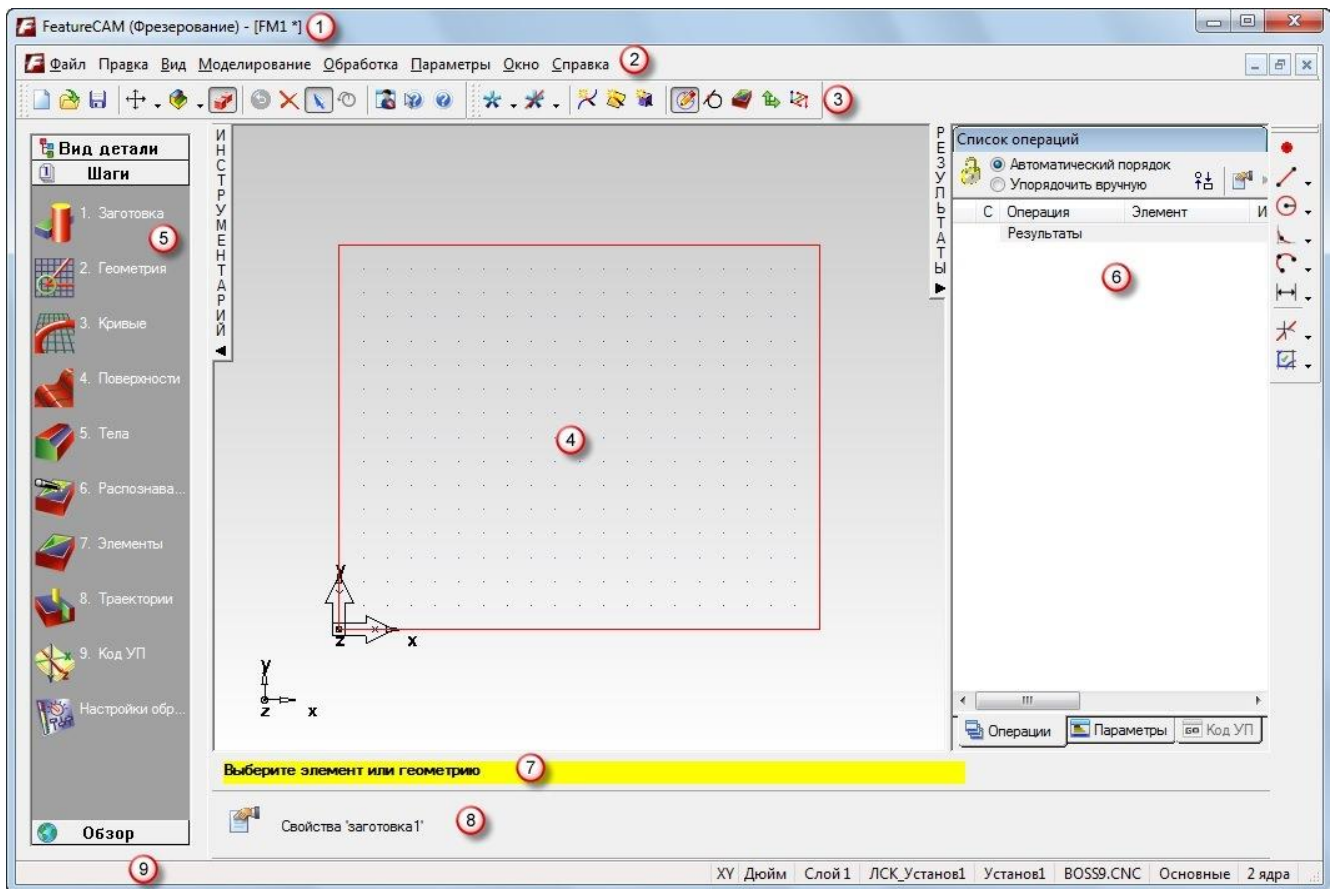 FeatureCAM (Фрезерование) - [FM1 *] 1
Файл Правка Вид Моделирование Обработка Параметры Окно Справка 2
3
Вид детали
Шаги
1. Заготовка
5
2. Геометрия
3. Кривые
4. Поверхности
5. Тела
6. Распознава...
7. Элементы
8. Траектории
9. Код УП
Настройки обр...
Обзор
9
ИНСТРУМЕНТАРИЙ
4
y
x
z
x
y
z
x
РЕЗУЛЬТАТЫ
Список операций
Автоматический порядок
Упорядочить вручную
С Операция Элемент И
Результаты
6
Операции Параметры GO Код УП
Выберите элемент или геометрию 7
Свойства 'заготовка1' 8
XY Дюйм Слой 1 ЛСК_Установ1 Установ1 BOSS9.CNC Основные 2 ядра